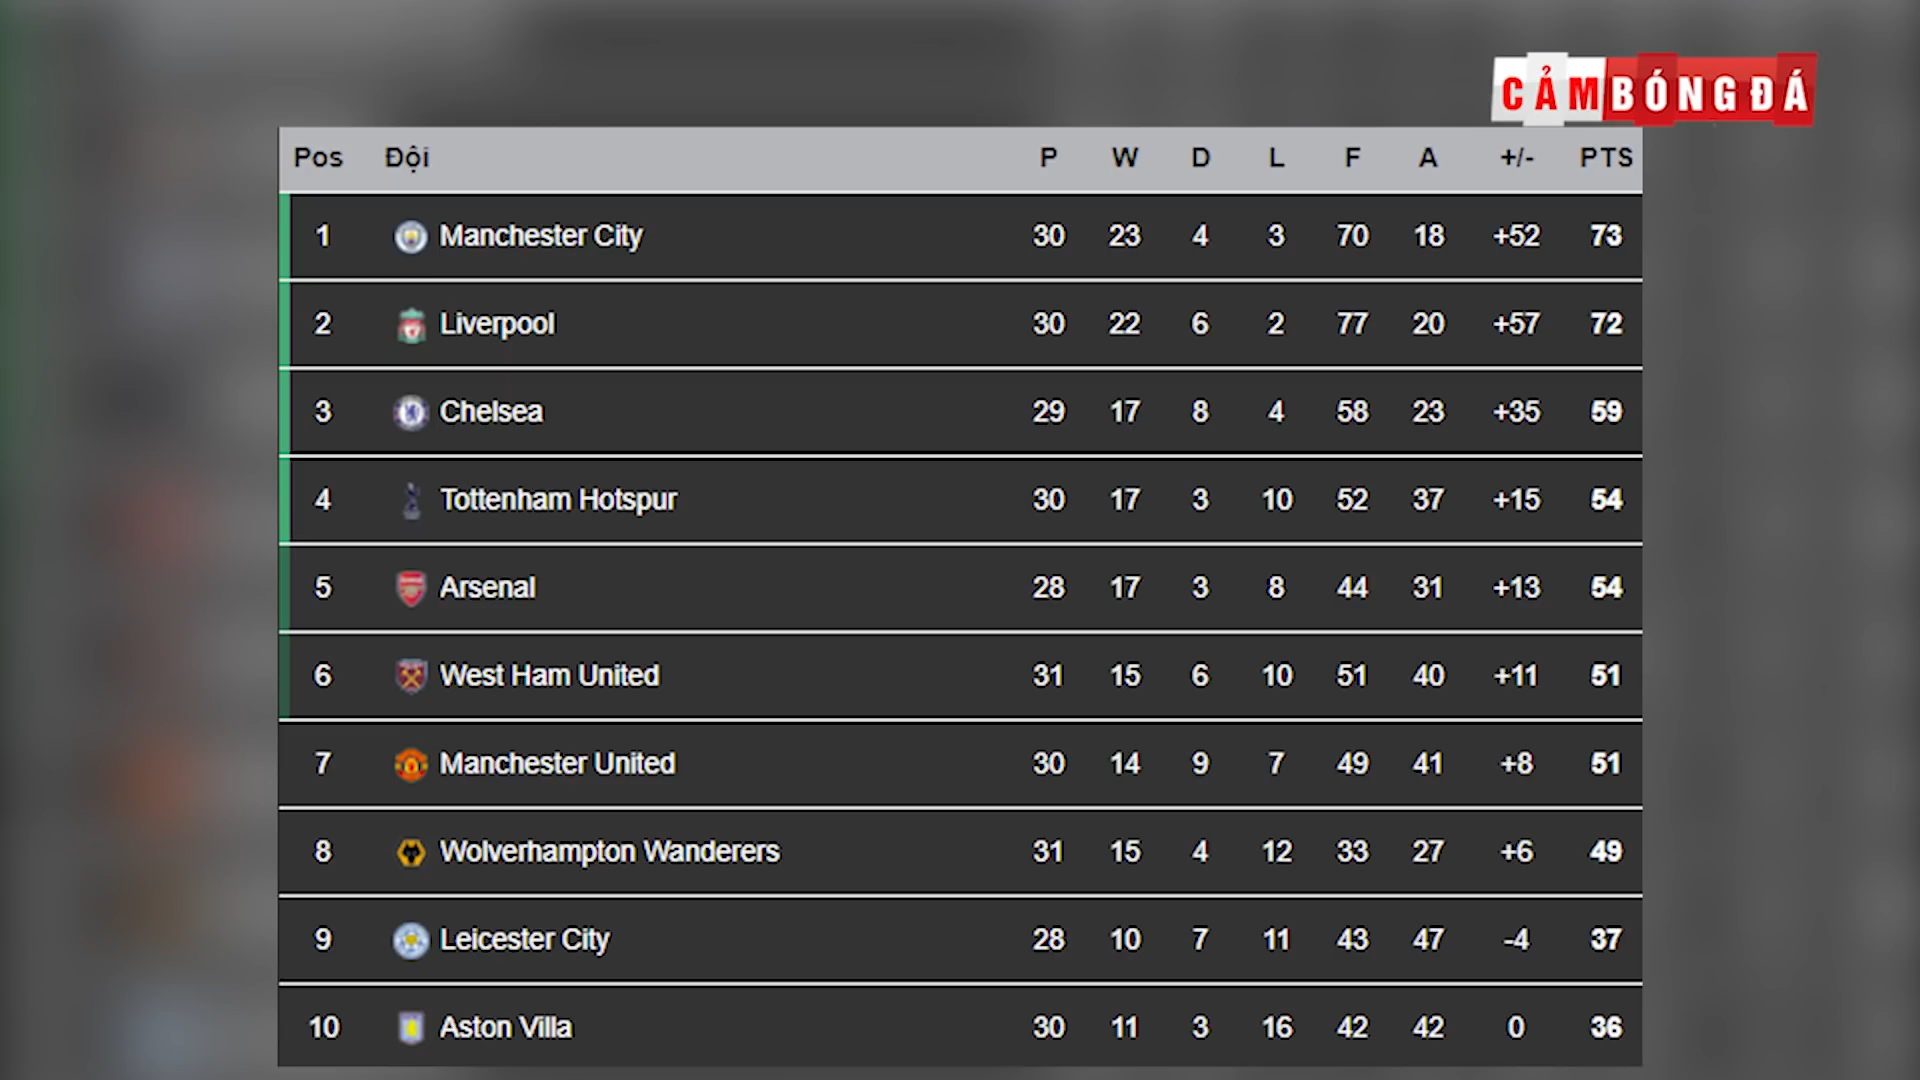 CẢMBÓNGĐÁ
Pos Đội P W D L F A +/- PTS
1 Manchester City 30 23 4 3 70 18 +52 73
2 Liverpool 30 22 6 2 77 20 +57 72
3 Chelsea 29 17 8 4 58 23 +35 59
4 Tottenham Hotspur 30 17 3 10 52 37 +15 54
5 Arsenal 28 17 3 8 44 31 +13 54
6 West Ham United 31 15 6 10 51 40 +11 51
7 Manchester United 30 14 9 7 49 41 +8 51
8 Wolverhampton Wanderers 31 15 4 12 33 27 +6 49
9 Leicester City 28 10 7 11 43 47 -4 37
10 Aston Villa 30 11 3 16 42 42 0 36